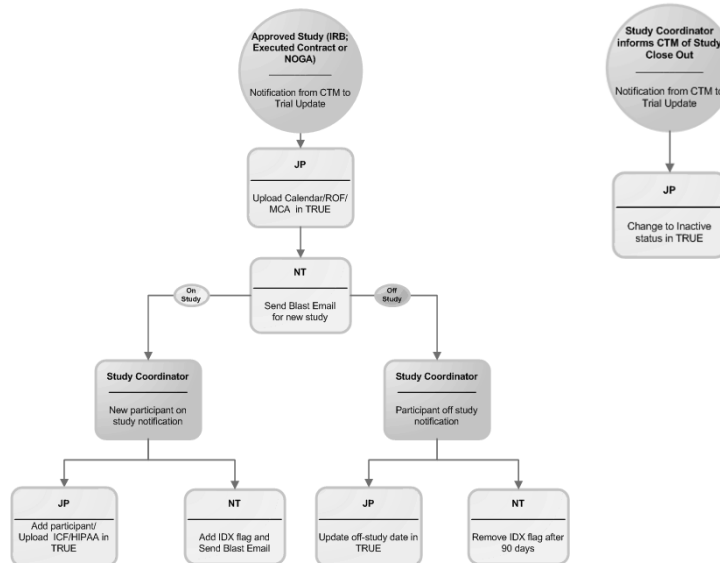 Approved Study (IRB;
Executed Contract or
NOGA)
Notification from CTM to
Trial Update
JP
Upload Calendar/ROF/
MCA in TRUE
NT
Send Blast Email
for new study
On
Study
Off
Study
Study Coordinator
New participant on
study notification
Study Coordinator
Participant off study
notification
JP
Add participant/
Upload ICF/HIPAA in
TRUE
NT
Add IDX flag and
Send Blast Email
JP
Update off-study date in
TRUE
NT
Remove IDX flag after
90 days
Study Coordinator
informs CTM of Study
Close Out
Notification from CTM to
Trial Update
JP
Change to Inactive
status in TRUE